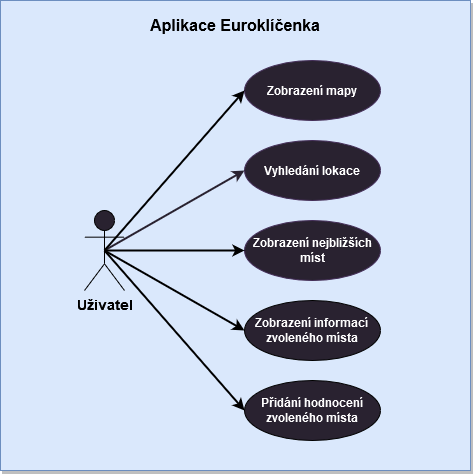 Aplikace Euroklíčenka
Zobrazení mapy
Vyhledání lokace
Zobrazení nejbližších
míst
Uživatel
Zobrazení informací
zvoleného místa
Přidání hodnocení
zvoleného místa